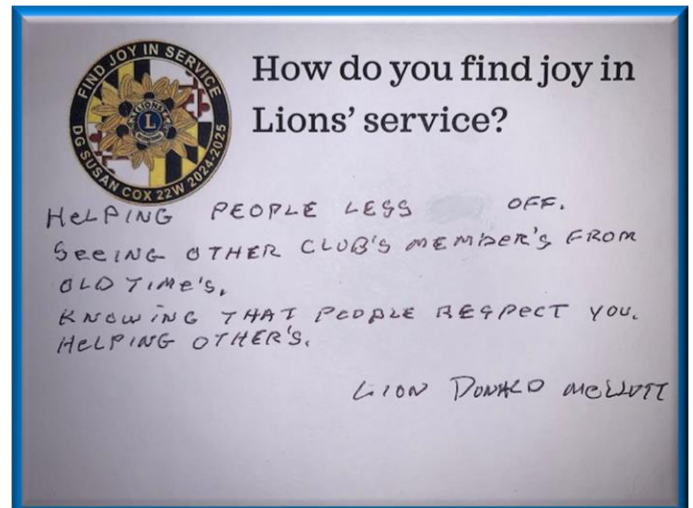 FIND JOY IN SERVICE
LIONS
L
DG SUSAN COX 22W 2024-2025
How do you find joy in
Lions' service?
HELPING PEOPLE LESS OFF.
SEEING OTHER CLUB'S MEMBER'S FROM
OLD TIME'S.
KNOWING THAT PEOPLE RESPECT YOU.
HELPING OTHER'S.
LION DONALD MELLOTT